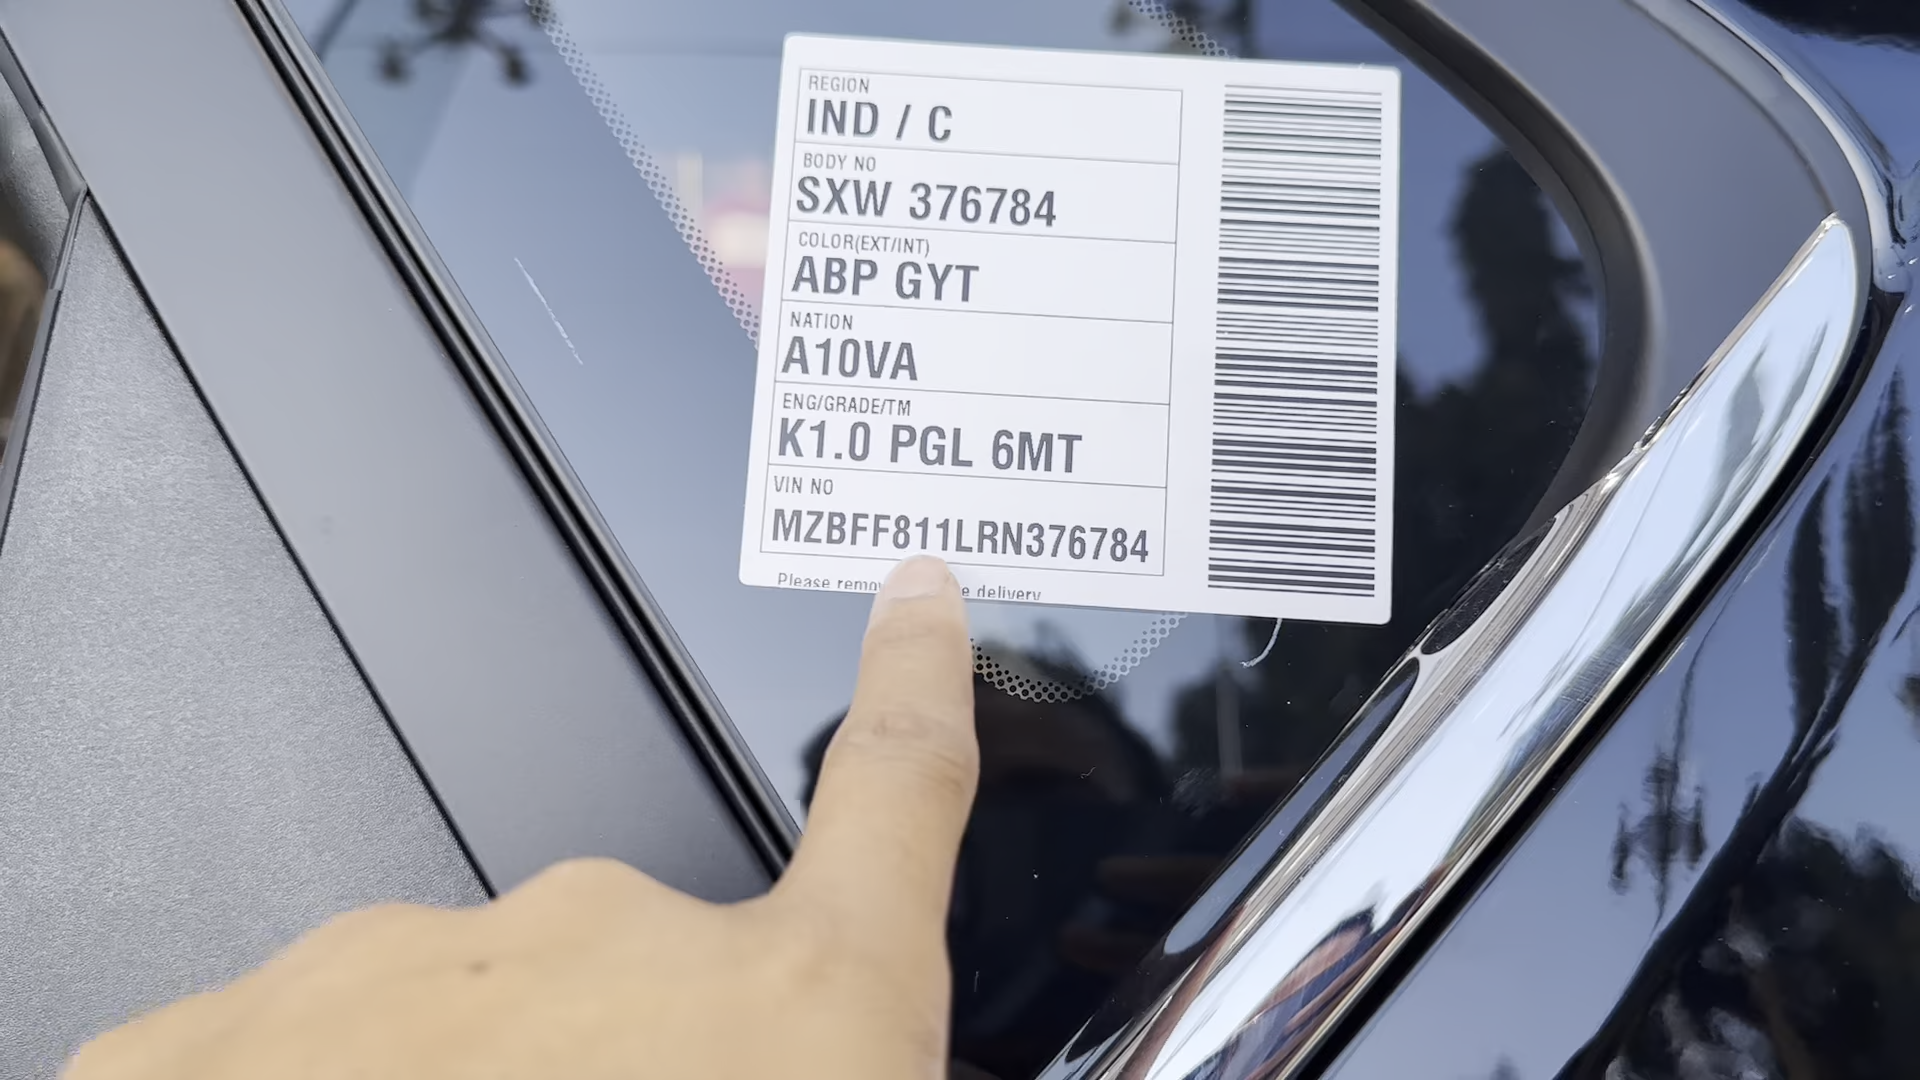 REGION
IND / C
BODY NO
SXW 376784
COLOR(EXT/INT)
ABP GYT
NATION
A10VA
ENG/GRADE/TM
K1.0 PGL 6MT
VIN NO
MZBFF811LRN376784
Please delivery